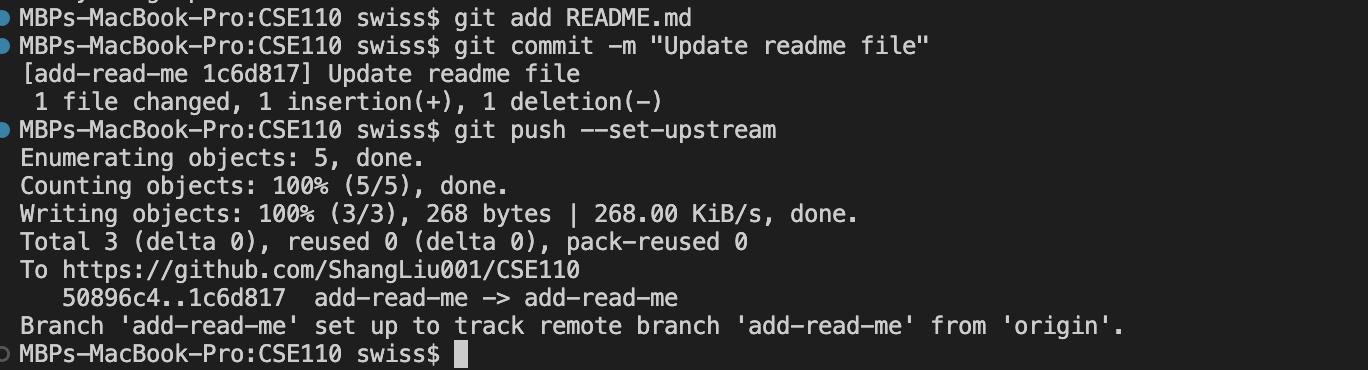 MBPs-MacBook-Pro:CSE110 swiss$ git add README.md
MBPs-MacBook-Pro:CSE110 swiss$ git commit -m "Update readme file"
[add-read-me 1c6d817] Update readme file
 1 file changed, 1 insertion(+), 1 deletion(-)
MBPs-MacBook-Pro:CSE110 swiss$ git push --set-upstream
Enumerating objects: 5, done.
Counting objects: 100% (5/5), done.
Writing objects: 100% (3/3), 268 bytes | 268.00 KiB/s, done.
Total 3 (delta 0), reused 0 (delta 0), pack-reused 0
To https://github.com/ShangLiu001/CSE110
   50896c4..1c6d817  add-read-me -> add-read-me
Branch 'add-read-me' set up to track remote branch 'add-read-me' from 'origin'.
MBPs-MacBook-Pro:CSE110 swiss$